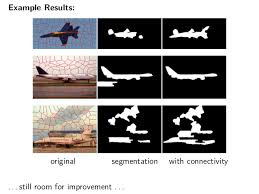 Example Results:
original segmentation with connectivity
. . . still room for improvement . . .